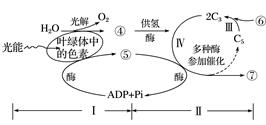 光能
H₂O
光解
O₂
叶绿体中
的色素
④
供氢
酶
⑤
酶
ADP+Pi
酶
2C₃
Ⅲ
⑥
Ⅳ
C₅
多种酶
参加催化
⑦
Ⅰ
Ⅱ